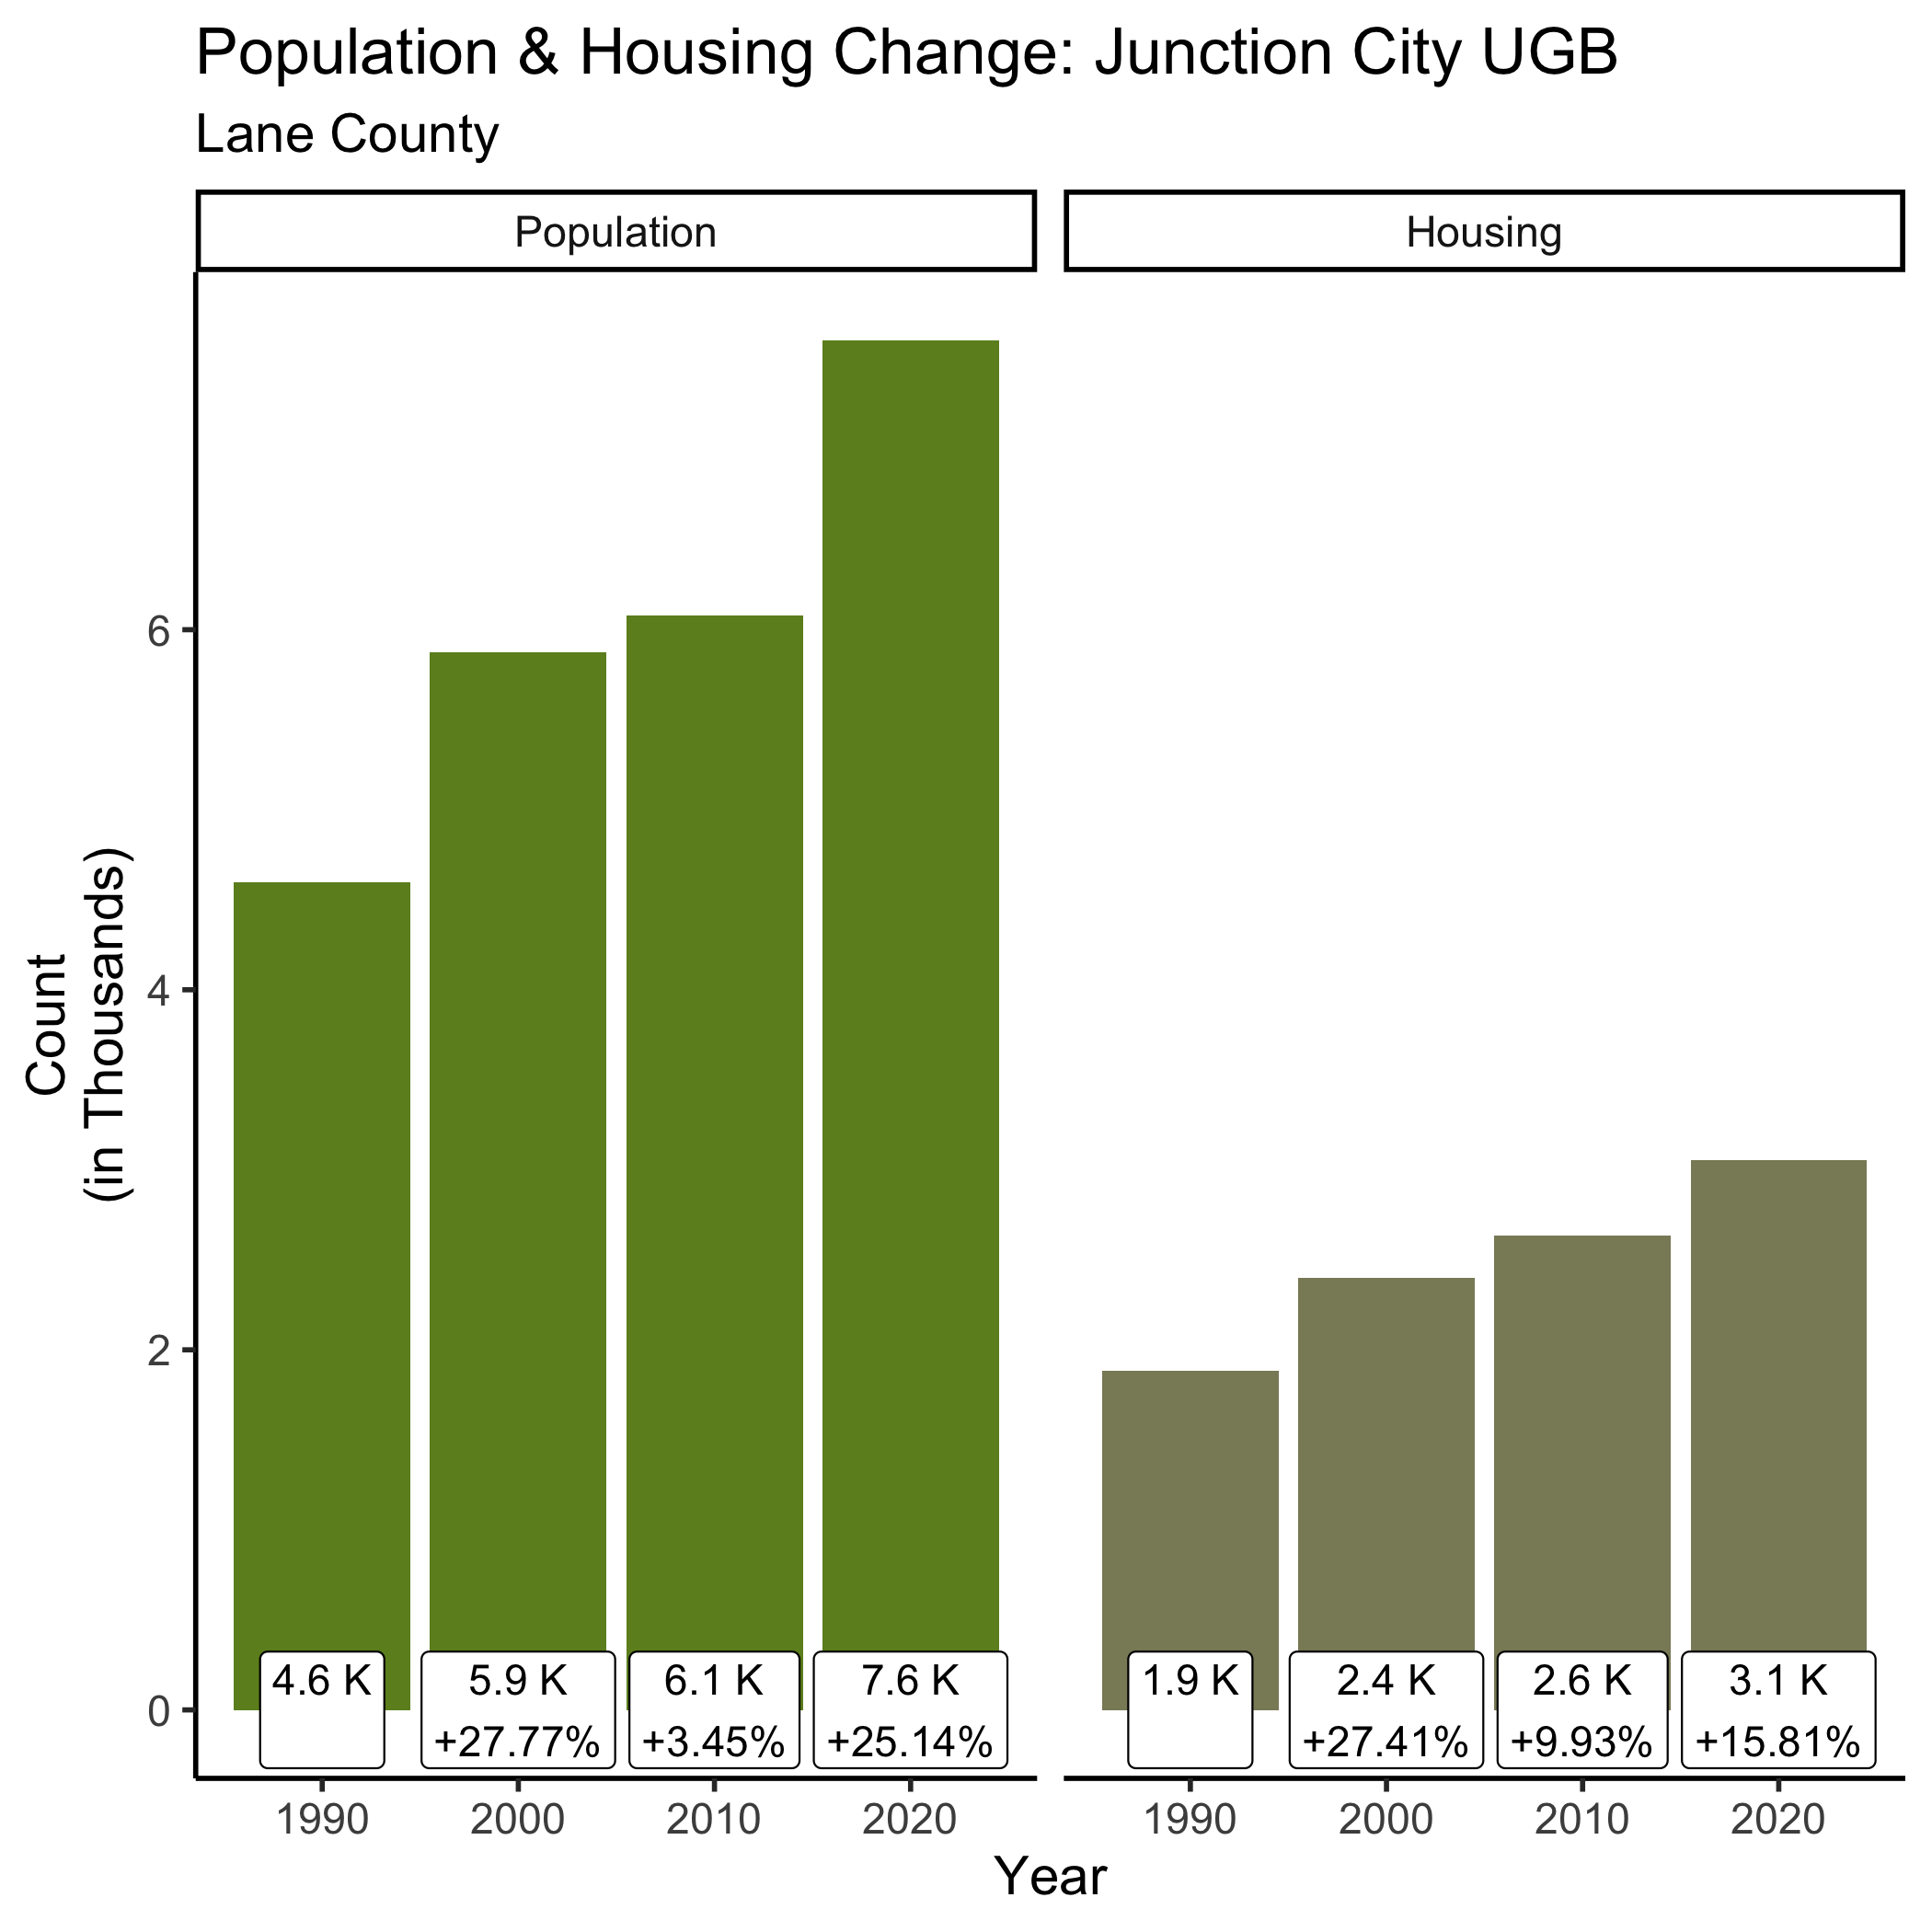 Population & Housing Change: Junction City UGB
Lane County
Population
Housing
Count
(in Thousands)
6
4
2
0
4.6 K
5.9 K
+27.77%
6.1 K
+3.45%
7.6 K
+25.14%
1.9 K
2.4 K
+27.41%
2.6 K
+9.93%
3.1 K
+15.81%
1990
2000
2010
2020
1990
2000
2010
2020
Year